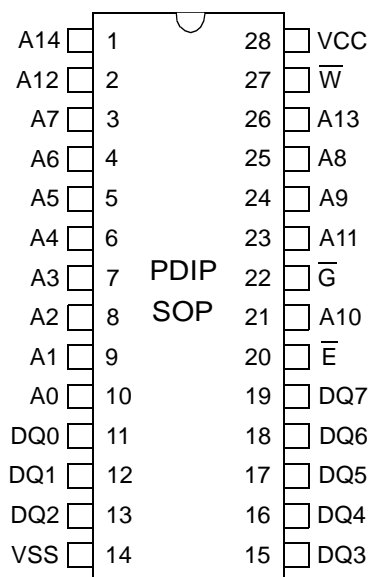 A14 1 28 VCC
A12 2 27 W̅
A7 3 26 A13
A6 4 25 A8
A5 5 24 A9
A4 6 23 A11
A3 7 PDIP 22 G̅
A2 8 SOP 21 A10
A1 9 20 E̅
A0 10 19 DQ7
DQ0 11 18 DQ6
DQ1 12 17 DQ5
DQ2 13 16 DQ4
VSS 14 15 DQ3